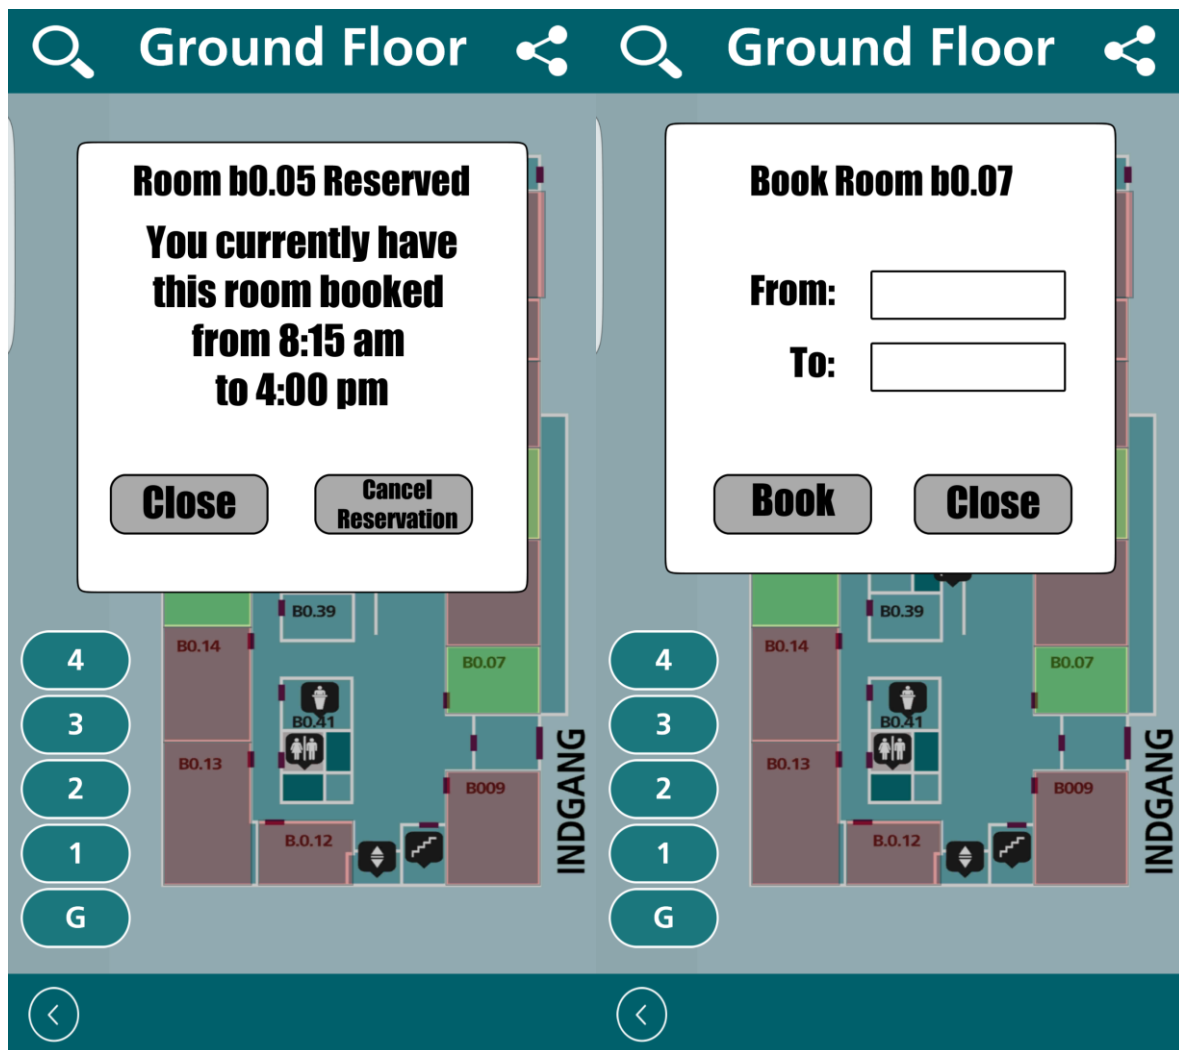 Ground Floor
Room b0.05 Reserved
You currently have
this room booked
from 8:15 am
to 4:00 pm
Close
Cancel
Reservation
B0.39
B0.14
B0.07
B0.41
B0.13
B009
B.0.12
INDGANG
4
3
2
1
G
Ground Floor
Book Room b0.07
From:
To:
Book
Close
B0.39
B0.14
B0.07
B0.41
B0.13
B009
B.0.12
INDGANG
4
3
2
1
G